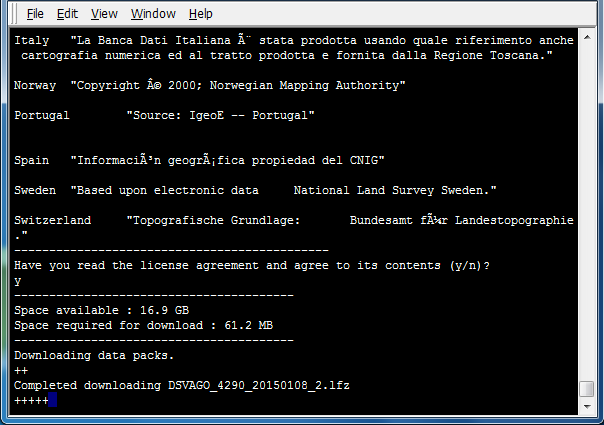 File Edit View Window Help
Italy "La Banca Dati Italiana Ã¨ stata prodotta usando quale riferimento anche
cartografia numerica ed al tratto prodotta e fornita dalla Regione Toscana."
Norway "Copyright Â© 2000; Norwegian Mapping Authority"
Portugal "Source: IgeoE -- Portugal"
Spain "InformaciÃ³n geogrÃ¡fica propiedad del CNIG"
Sweden "Based upon electronic data National Land Survey Sweden."
Switzerland "Topografische Grundlage: Bundesamt fÃ¼r Landestopographie
."
---------------------------------------------
Have you read the license agreement and agree to its contents (y/n)?
y
----------------------------------------
Space available : 16.9 GB
Space required for download : 61.2 MB
----------------------------------------
Downloading data packs.
++
Completed downloading DSVAGO_4290_20150108_2.lfz
+++++